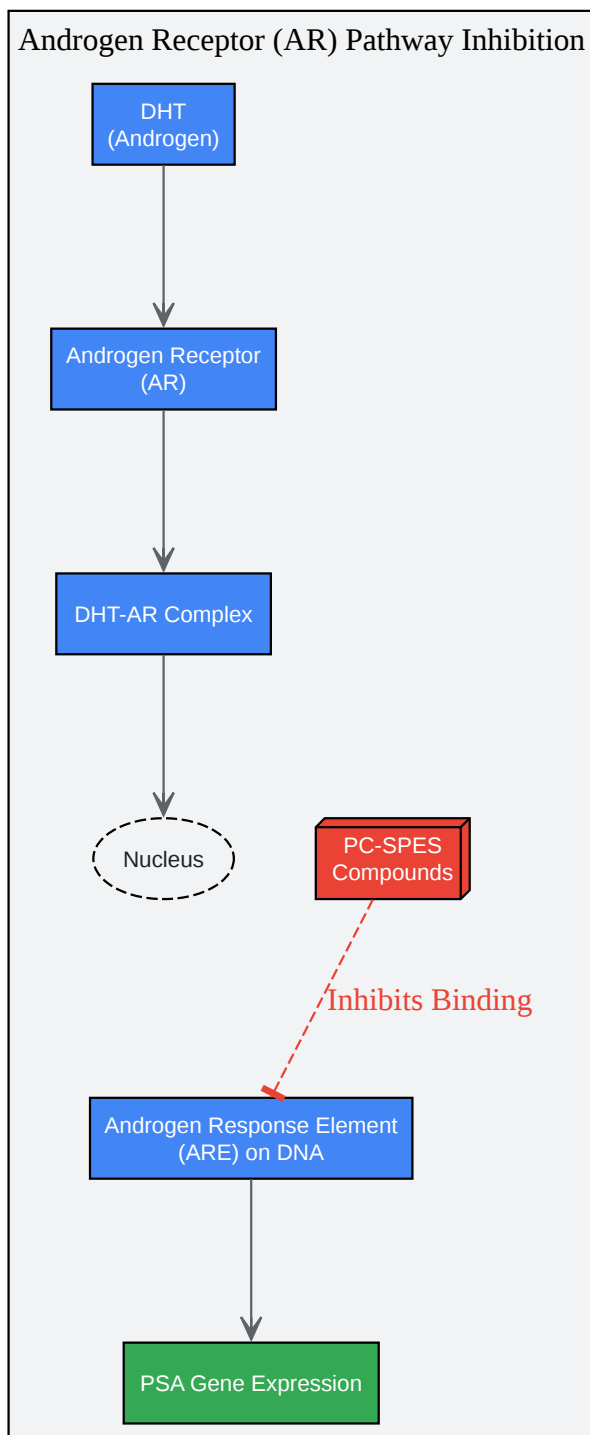 Androgen Receptor (AR) Pathway Inhibition
DHT
(Androgen)
Androgen Receptor
(AR)
DHT-AR Complex
Nucleus
PC-SPES
Compounds
Inhibits Binding
Androgen Response Element
(ARE) on DNA
PSA Gene Expression